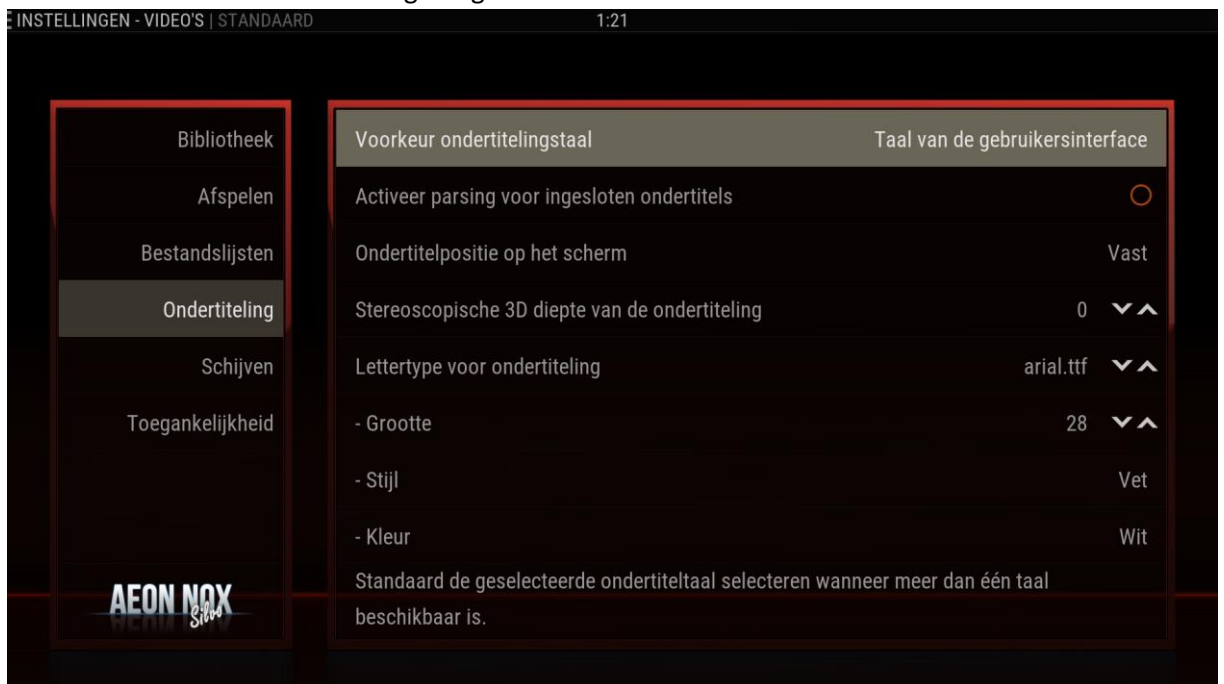 INSTELLINGEN - VIDEO'S | STANDAARD 1:21
Bibliotheek
Afspelen
Bestandslijsten
Ondertiteling
Schijven
Toegankelijkheid
AEON NOX
Silvo
Voorkeur ondertitelingstaal Taal van de gebruikersinterface
Activeer parsing voor ingesloten ondertitels
Ondertitelpositie op het scherm Vast
Stereoscopische 3D diepte van de ondertiteling 0
Lettertype voor ondertiteling arial.ttf
- Grootte 28
- Stijl Vet
- Kleur Wit
Standaard de geselecteerde ondertiteltaal selecteren wanneer meer dan één taal
beschikbaar is.